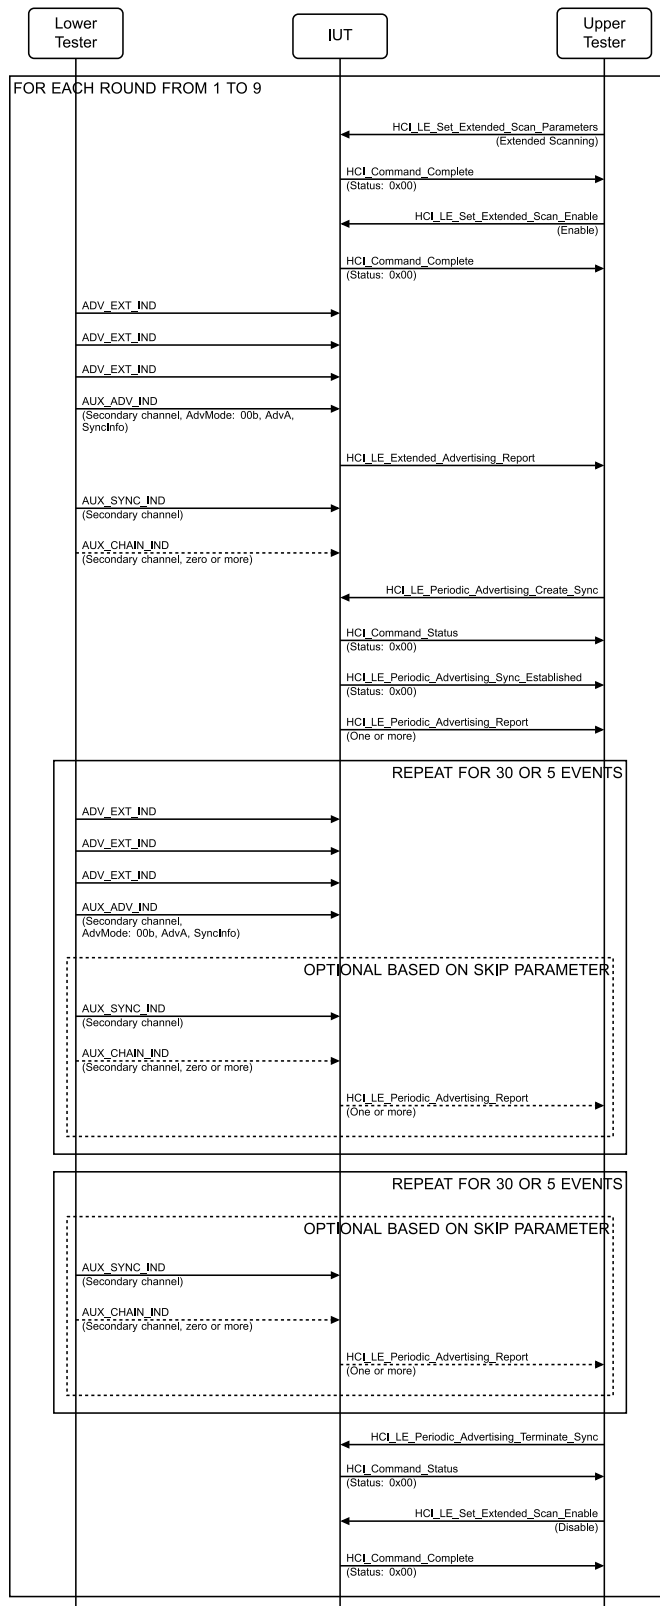 Lower
Tester
IUT
Upper
Tester
FOR EACH ROUND FROM 1 TO 9
HCI_LE_Set_Extended_Scan_Parameters
(Extended Scanning)
HCI_Command_Complete
(Status: 0x00)
HCI_LE_Set_Extended_Scan_Enable
(Enable)
HCI_Command_Complete
(Status: 0x00)
ADV_EXT_IND
ADV_EXT_IND
ADV_EXT_IND
AUX_ADV_IND
(Secondary channel, AdvMode: 00b, AdvA,
SyncInfo)
HCI_LE_Extended_Advertising_Report
AUX_SYNC_IND
(Secondary channel)
AUX_CHAIN_IND
(Secondary channel, zero or more)
HCI_LE_Periodic_Advertising_Create_Sync
HCI_Command_Status
(Status: 0x00)
HCI_LE_Periodic_Advertising_Sync_Established
(Status: 0x00)
HCI_LE_Periodic_Advertising_Report
(One or more)
REPEAT FOR 30 OR 5 EVENTS
ADV_EXT_IND
ADV_EXT_IND
ADV_EXT_IND
AUX_ADV_IND
(Secondary channel,
AdvMode: 00b, AdvA, SyncInfo)
OPTIONAL BASED ON SKIP PARAMETER
AUX_SYNC_IND
(Secondary channel)
AUX_CHAIN_IND
(Secondary channel, zero or more)
HCI_LE_Periodic_Advertising_Report
(One or more)
REPEAT FOR 30 OR 5 EVENTS
OPTIONAL BASED ON SKIP PARAMETER
AUX_SYNC_IND
(Secondary channel)
AUX_CHAIN_IND
(Secondary channel, zero or more)
HCI_LE_Periodic_Advertising_Report
(One or more)
HCI_LE_Periodic_Advertising_Terminate_Sync
HCI_Command_Status
(Status: 0x00)
HCI_LE_Set_Extended_Scan_Enable
(Disable)
HCI_Command_Complete
(Status: 0x00)